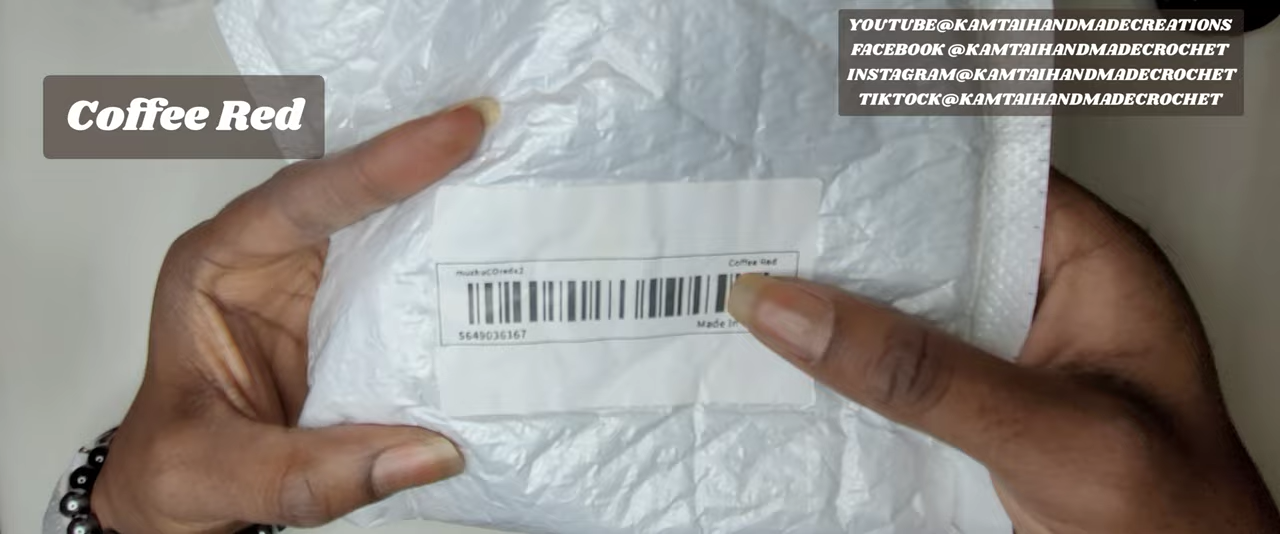 Coffee Red
YOUTUBE@KAMTAIHANDMADECREATIONS
FACEBOOK @KAMTAIHANDMADECROCHET
INSTAGRAM@KAMTAIHANDMADECROCHET
TIKTOCK@KAMTAIHANDMADECROCHET
Coffee Red
5649036167
Made In